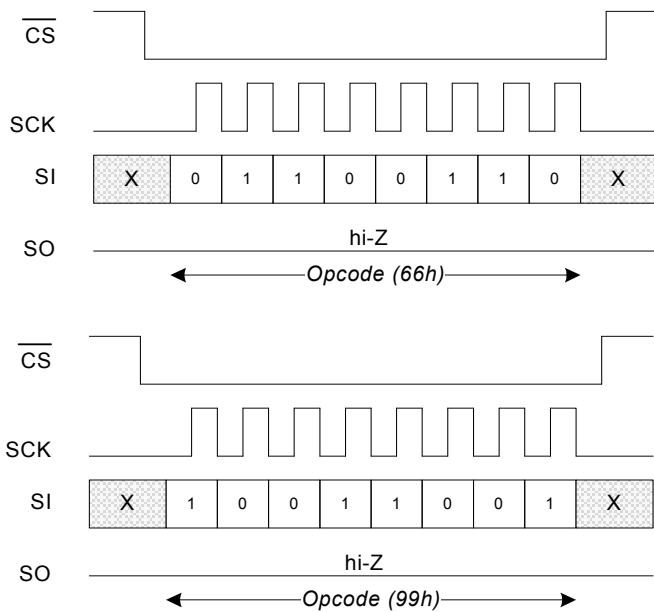 CS
SCK
SI X 0 1 1 0 0 1 1 0 X
SO hi-Z
Opcode (66h)
CS
SCK
SI X 1 0 0 1 1 0 0 1 X
SO hi-Z
Opcode (99h)